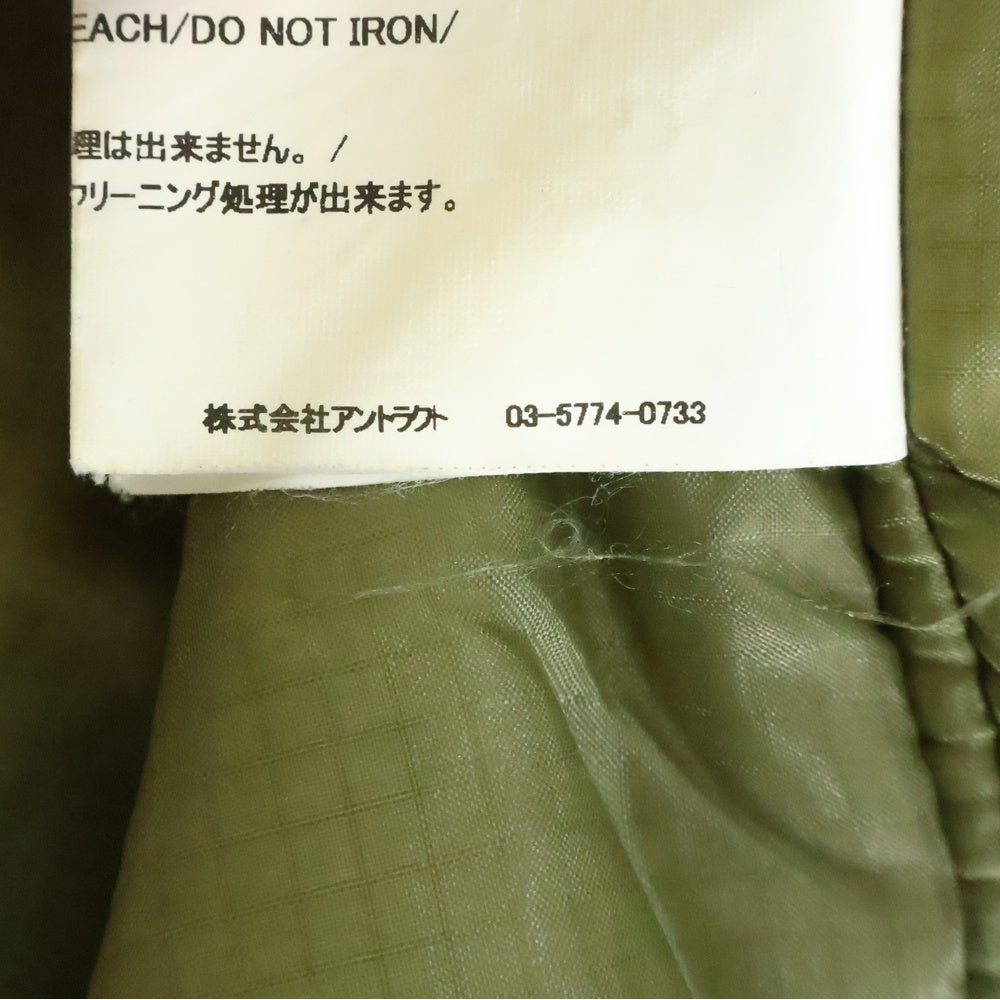 EACH/DO NOT IRON/
理は出来ません。/
クリーニング処理が出来ます。
株式会社アントラクト 03-5774-0733